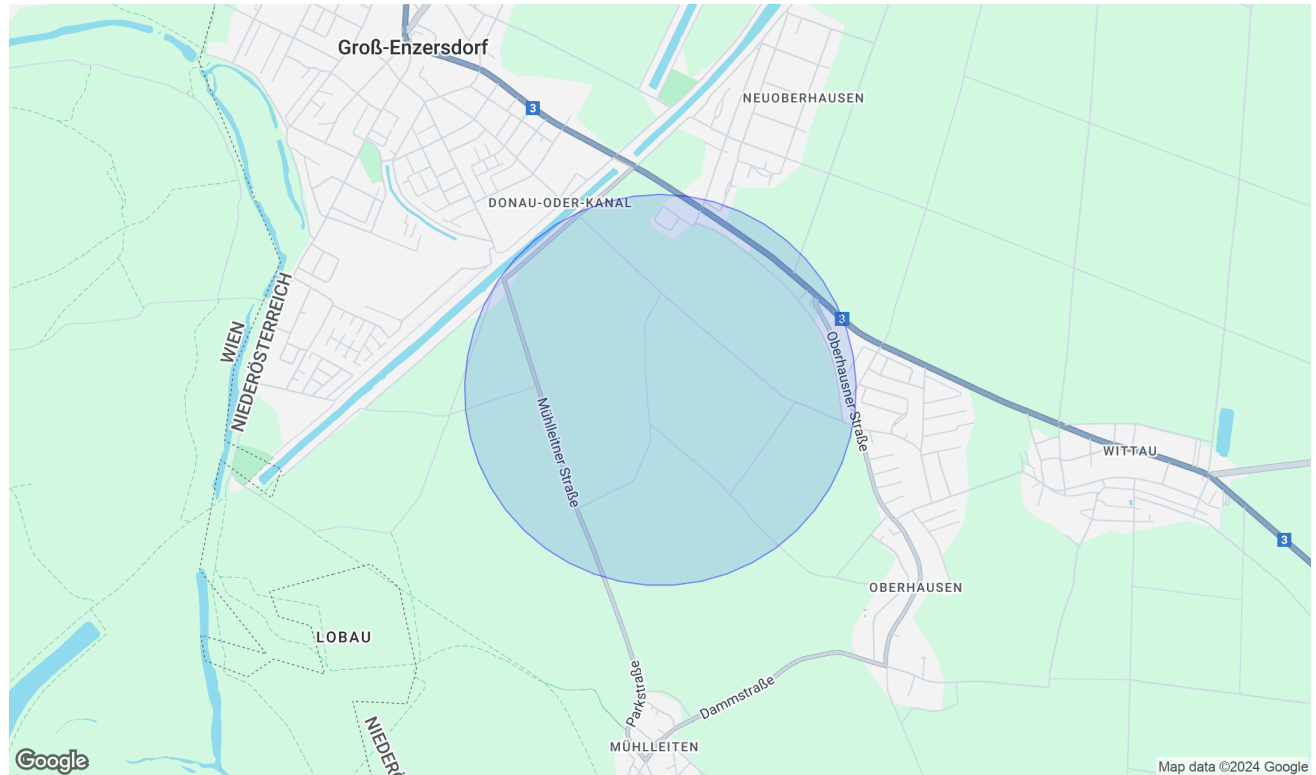 Groß-Enzersdorf
NEUOBERHAUSEN
3
DONAU-ODER-KANAL
WIEN
NIEDERÖSTERREICH
3
Oberhausner Straße
Mühlleitner Straße
WITTAU
3
OBERHAUSEN
LOBAU
Parkstraße
Dammstraße
NIEDERÖ
MÜHLLEITEN
Google
Map data ©2024 Google